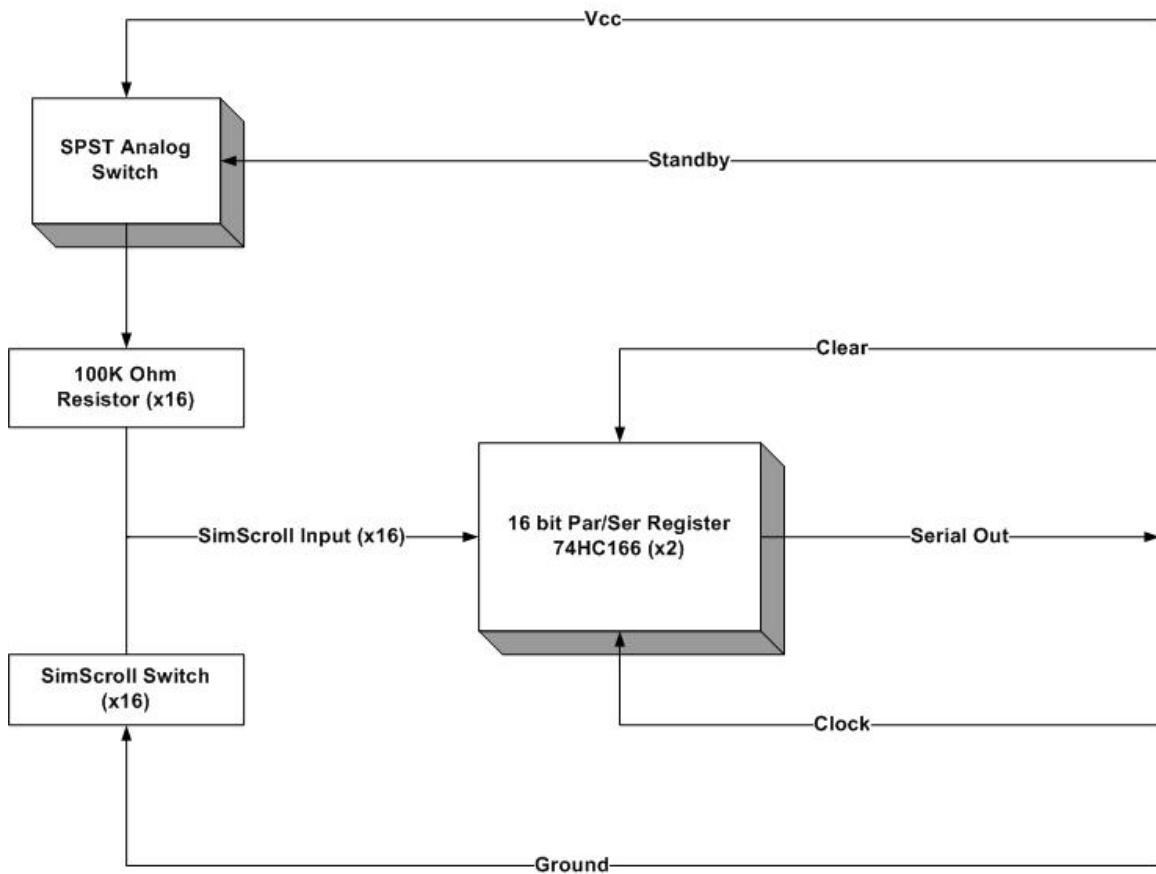 Vcc
SPST Analog
Switch
Standby
100K Ohm
Resistor (x16)
Clear
SimScroll Input (x16)
16 bit Par/Ser Register
74HC166 (x2)
Serial Out
SimScroll Switch
(x16)
Clock
Ground